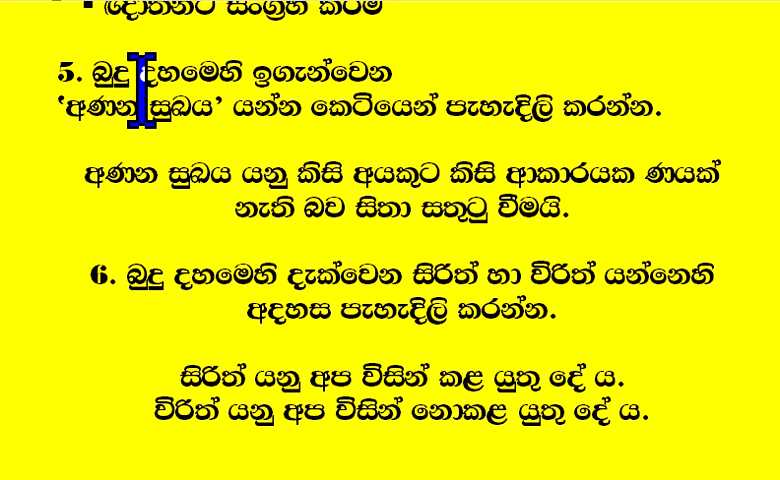 ▪ ඥාතීන්ට සංග්‍රහ කිරීම
5. බුදු දහමෙහි ඉගැන්වෙන
‘අණන සුඛය’ යන්න කෙටියෙන් පැහැදිලි කරන්න.
අණන සුඛය යනු කිසි අයකුට කිසි ආකාරයක ණයක්
නැති බව සිතා සතුටු වීමයි.
6. බුදු දහමෙහි දැක්වෙන සිරිත් හා විරිත් යන්නෙහි
අදහස පැහැදිලි කරන්න.
සිරිත් යනු අප විසින් කළ යුතු දේ ය.
විරිත් යනු අප විසින් නොකළ යුතු දේ ය.